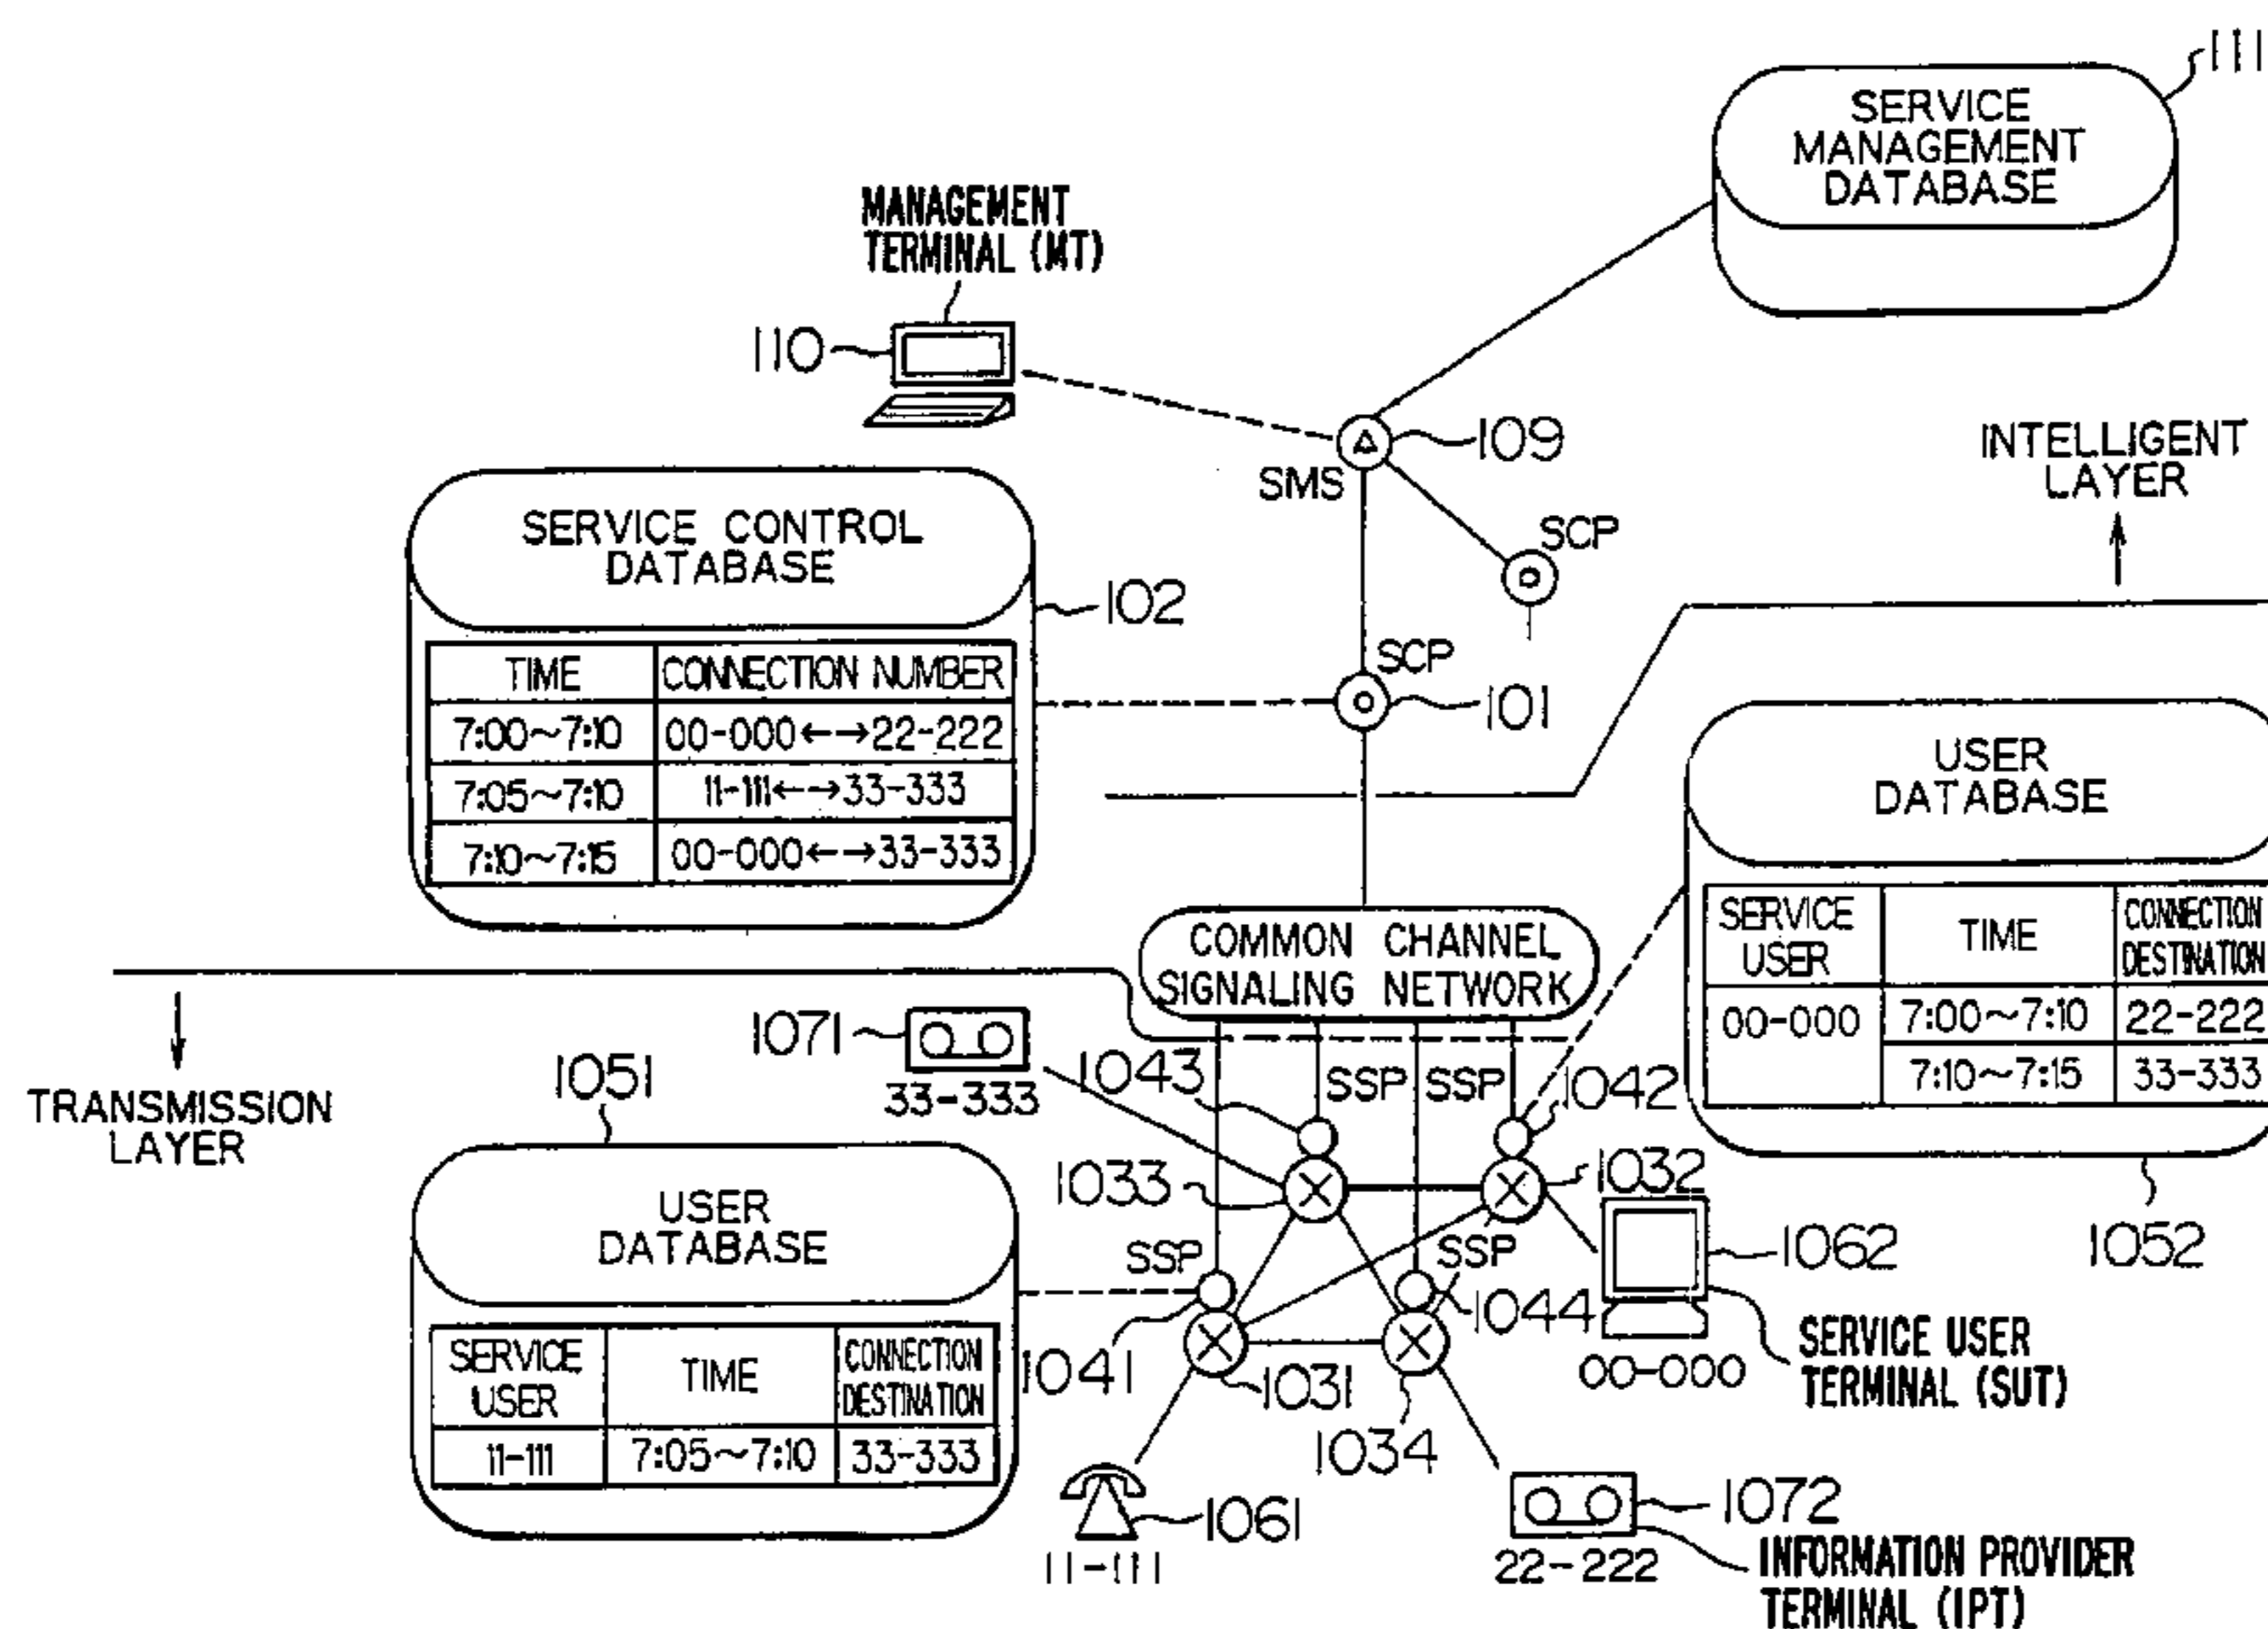 111
SERVICE
MANAGEMENT
DATABASE
MANAGEMENT
TERMINAL (MT)
110
109
SMS
INTELLIGENT
LAYER
SCP
SERVICE CONTROL
DATABASE
102
SCP
101
TIME CONNECTION NUMBER
7:00~7:10 00-000←→22-222
7:05~7:10 11-111←→33-333
7:10~7:15 00-000←→33-333
USER
DATABASE
SERVICE
USER
TIME
CONNECTION
DESTINATION
00-000 7:00~7:10 22-222
7:10~7:15 33-333
1052
COMMON CHANNEL
SIGNALING NETWORK
TRANSMISSION
LAYER
1071
33-333
1043
SSP SSP
1042
1033
1032
1051
USER
DATABASE
SERVICE
USER
TIME
CONNECTION
DESTINATION
11-111 7:05~7:10 33-333
SSP
SSP
1041
1044
1031
1034
1062
00-000
SERVICE USER
TERMINAL (SUT)
1061
11-111
1072
22-222
INFORMATION PROVIDER
TERMINAL (IPT)